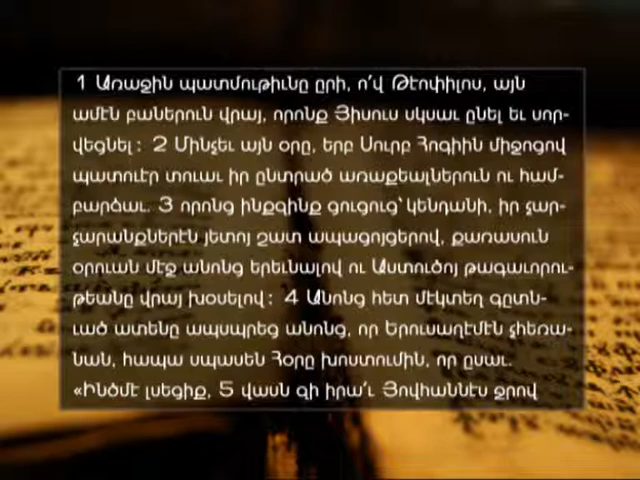 1 Առաջին պատմութիւնը ըրի, ո՛վ Թէոփիլոս, այն
ամէն բաներուն վրայ, որոնք Յիսուս սկսաւ ընել եւ սոր-
վեցնել: 2 Մինչեւ այն օրը, երբ Սուրբ Հոգիին միջոցով
պատուէր տուաւ իր ընտրած առաքեալներուն ու համ-
բարձաւ. 3 որոնց ինքզինք ցուցուց՝ կենդանի, իր չար-
չարանքներէն յետոյ շատ ապացոյցերով, քառասուն
օրուան մէջ անոնց երեւնալով ու Աստուծոյ թագաւորու-
թեանը վրայ խօսելով: 4 Անոնց հետ մէկտեղ գըտն-
ւած ատենը ապսպրեց անոնց, որ Երուսաղէմէն չհեռա-
նան, հապա սպասեն Հօրը խոստումին, որ ըսաւ.
«Ինծմէ լսեցիք, 5 վասն զի իրա՛ւ Յովհաննէս ջրով